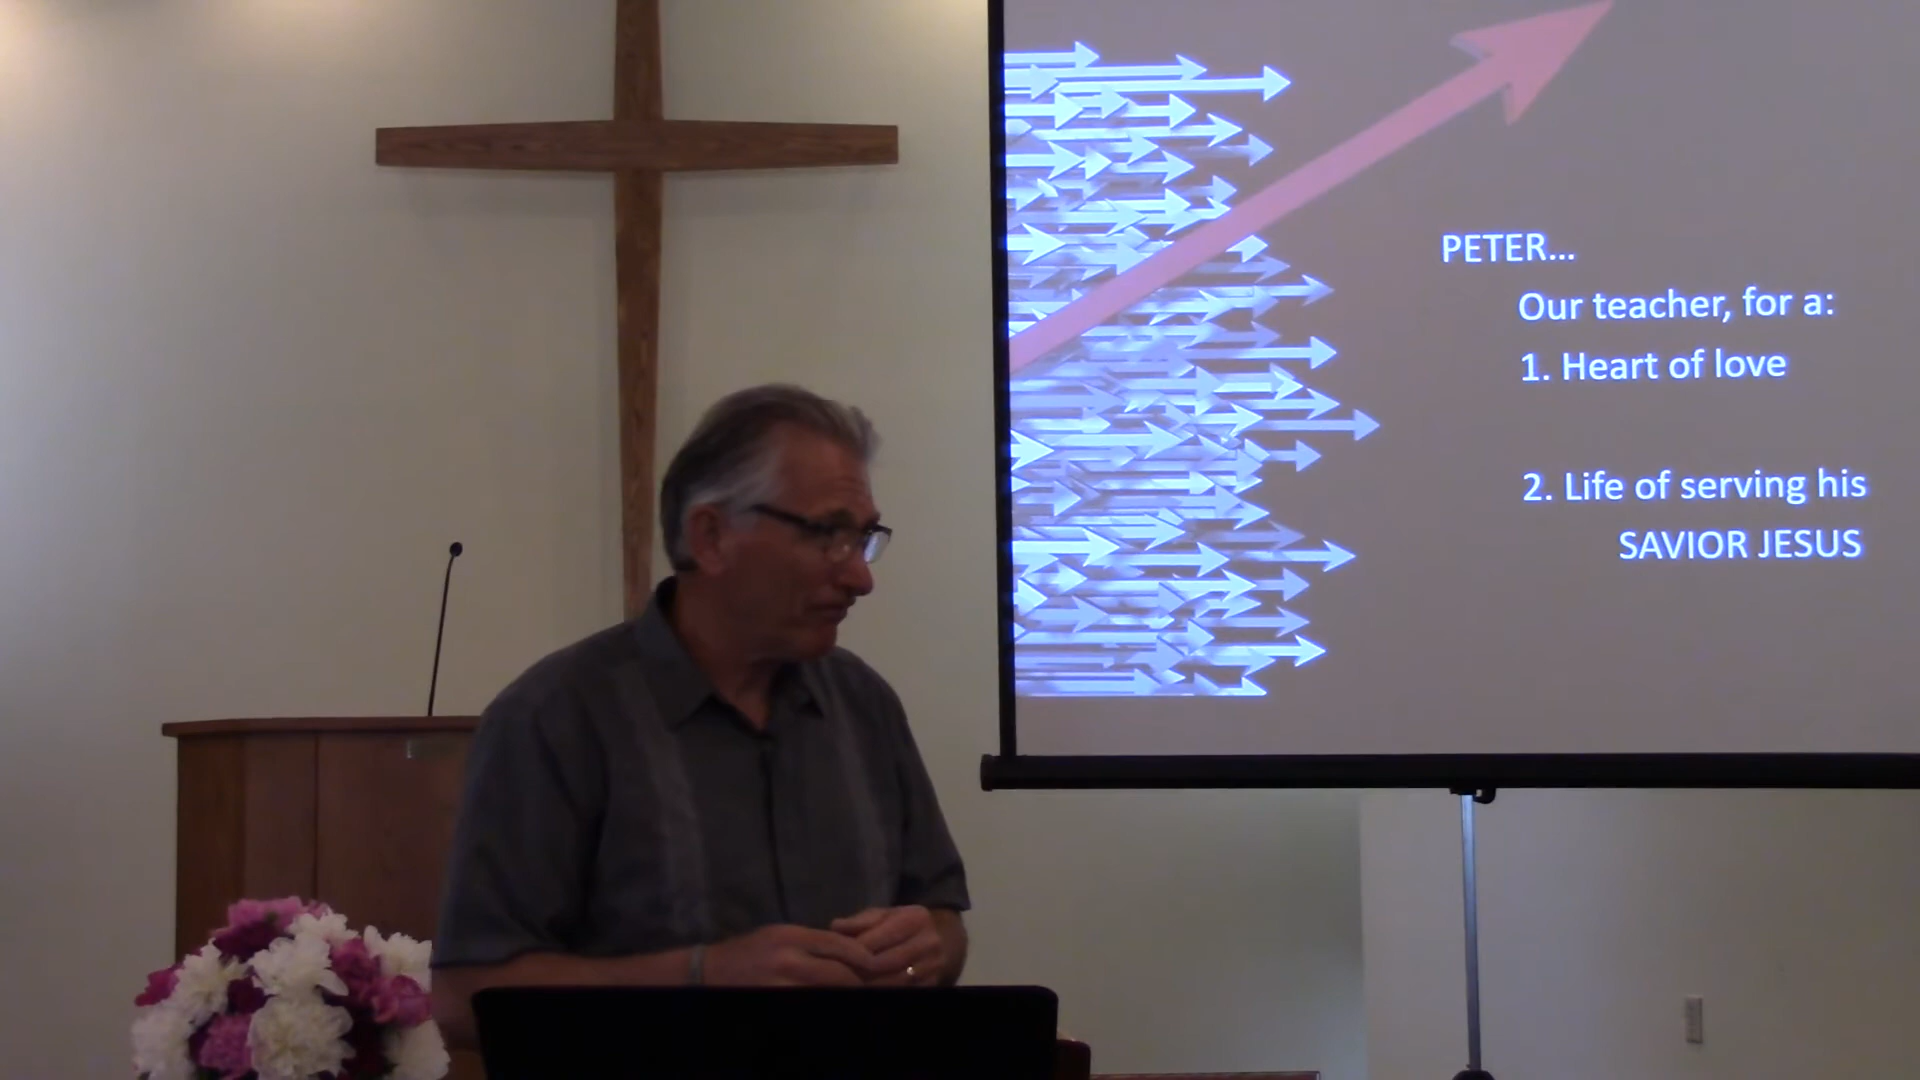 PETER...
Our teacher, for a:
1. Heart of love
2. Life of serving his
SAVIOR JESUS